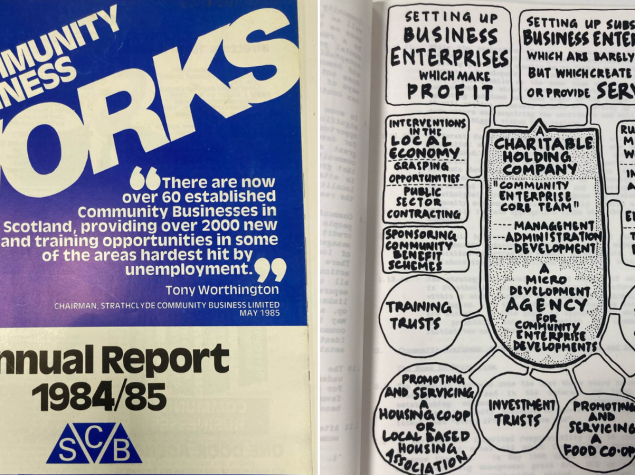 MMUNITY
INESS
ORKS
“There are now
over 60 established
Community Businesses in
Scotland, providing over 2000 new
and training opportunities in some
of the areas hardest hit by
unemployment.”
Tony Worthington
CHAIRMAN, STRATHCLYDE COMMUNITY BUSINESS LIMITED
MAY 1985
nnual Report
1984/85
SCB
SETTING UP
BUSINESS
ENTERPRISES
WHICH MAKE
PROFIT
SETTING UP SUBS
BUSINESS ENTER
WHICH ARE BARELY
BUT WHICH CREATE
OR PROVIDE SERV
INTERVENTIONS
IN THE
LOCAL
ECONOMY
GRASPING
OPPORTUNITIES
PUBLIC
SECTOR
CONTRACTING
SPONSORING
COMMUNITY
BENEFIT
SCHEMES
A
CHARITABLE
HOLDING
COMPANY
"COMMUNITY
ENTERPRISE
CORE TEAM"
MANAGEMENT
ADMINISTRATION
DEVELOPMENT
A
MICRO
DEVELOPMENT
AGENCY
FOR
COMMUNITY
ENTERPRISE
DEVELOPMENTS
TRAINING
TRUSTS
PROMOTING
AND SERVICING
A
HOUSING CO-OP
OR
LOCAL BASED
HOUSING
ASSOCIATION
INVESTMENT
TRUSTS
PROMOTING
AND
SERVICING
A
FOOD CO-OP